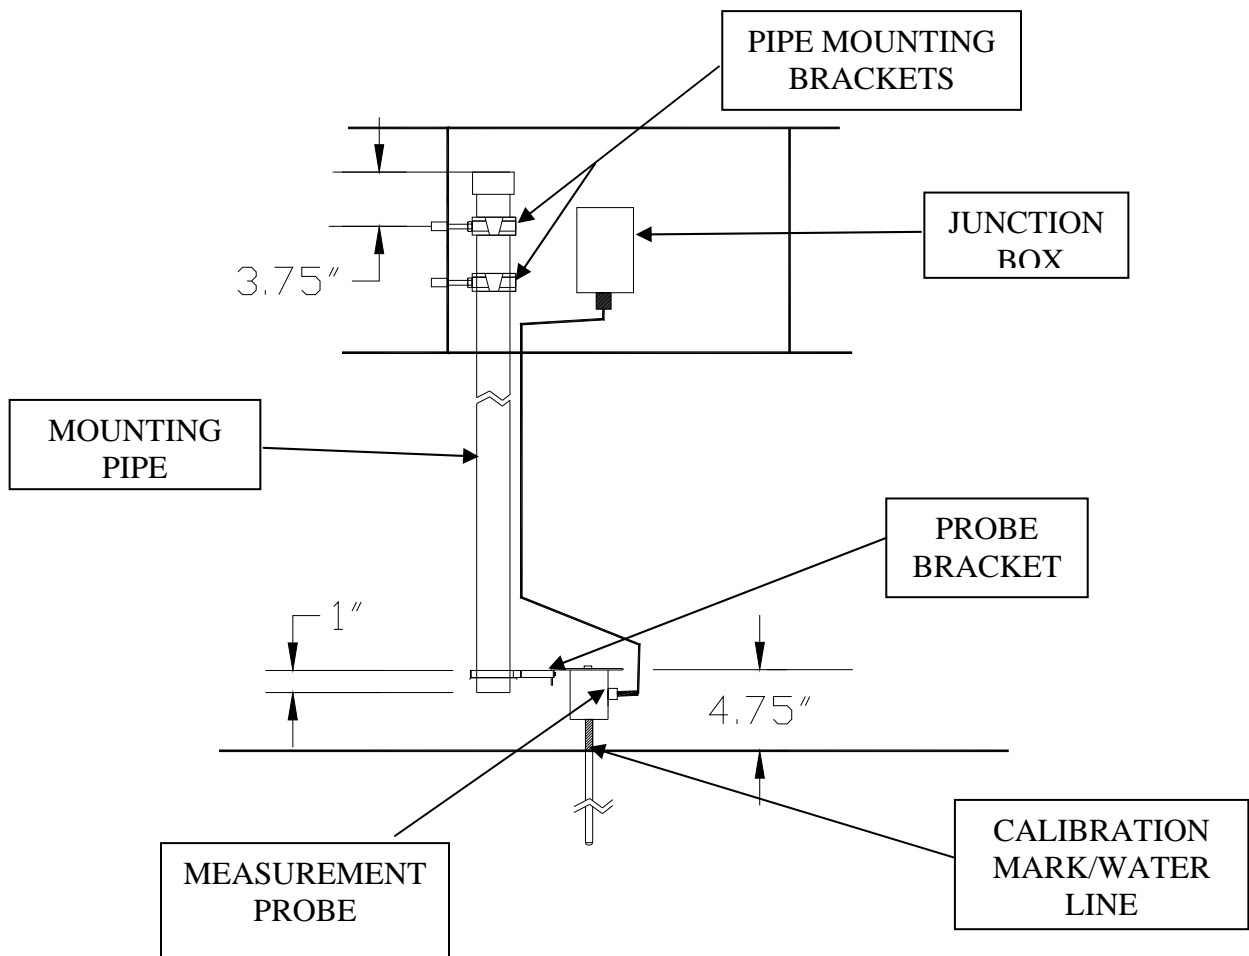 PIPE MOUNTING
BRACKETS
JUNCTION
BOX
3.75"
MOUNTING
PIPE
PROBE
BRACKET
1"
4.75"
CALIBRATION
MARK/WATER
LINE
MEASUREMENT
PROBE